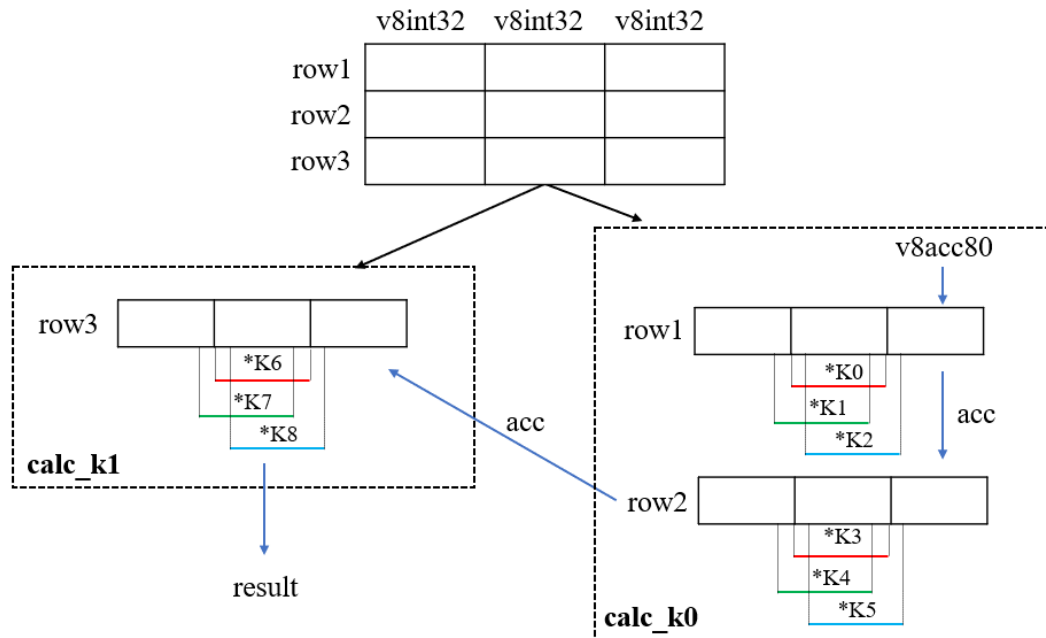 v8int32 v8int32 v8int32
row1
row2
row3
v8acc80
row3
*K6
*K7
*K8
calc_k1
result
acc
row1
*K0
*K1
*K2
acc
row2
*K3
*K4
*K5
calc_k0